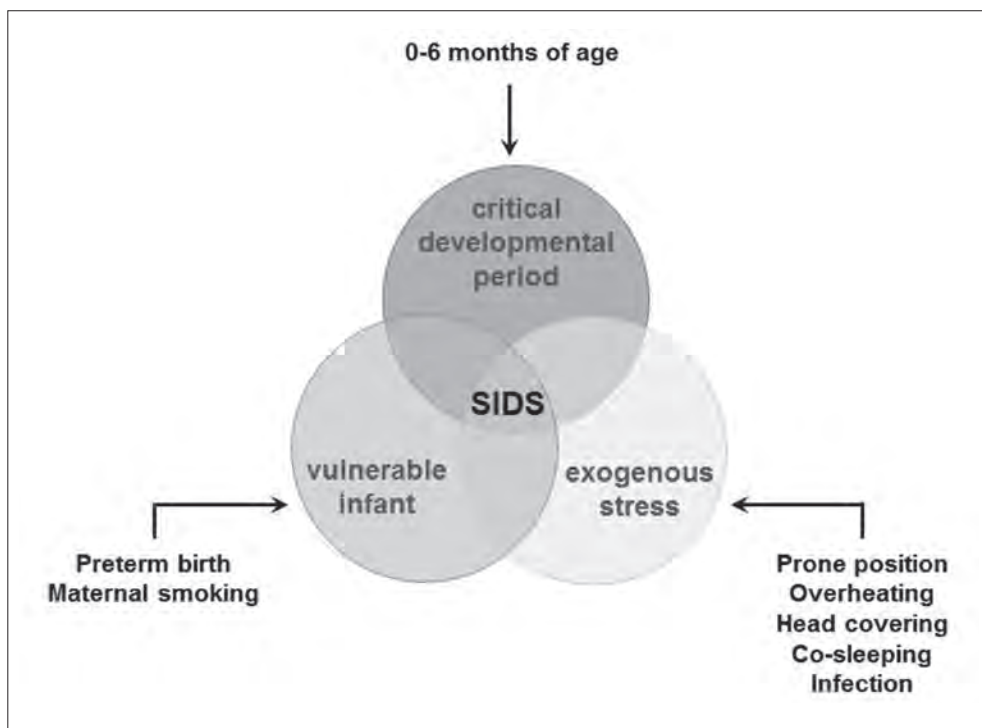 0-6 months of age
critical
developmental
period
SIDS
vulnerable
infant
exogenous
stress
Preterm birth
Maternal smoking
Prone position
Overheating
Head covering
Co-sleeping
Infection